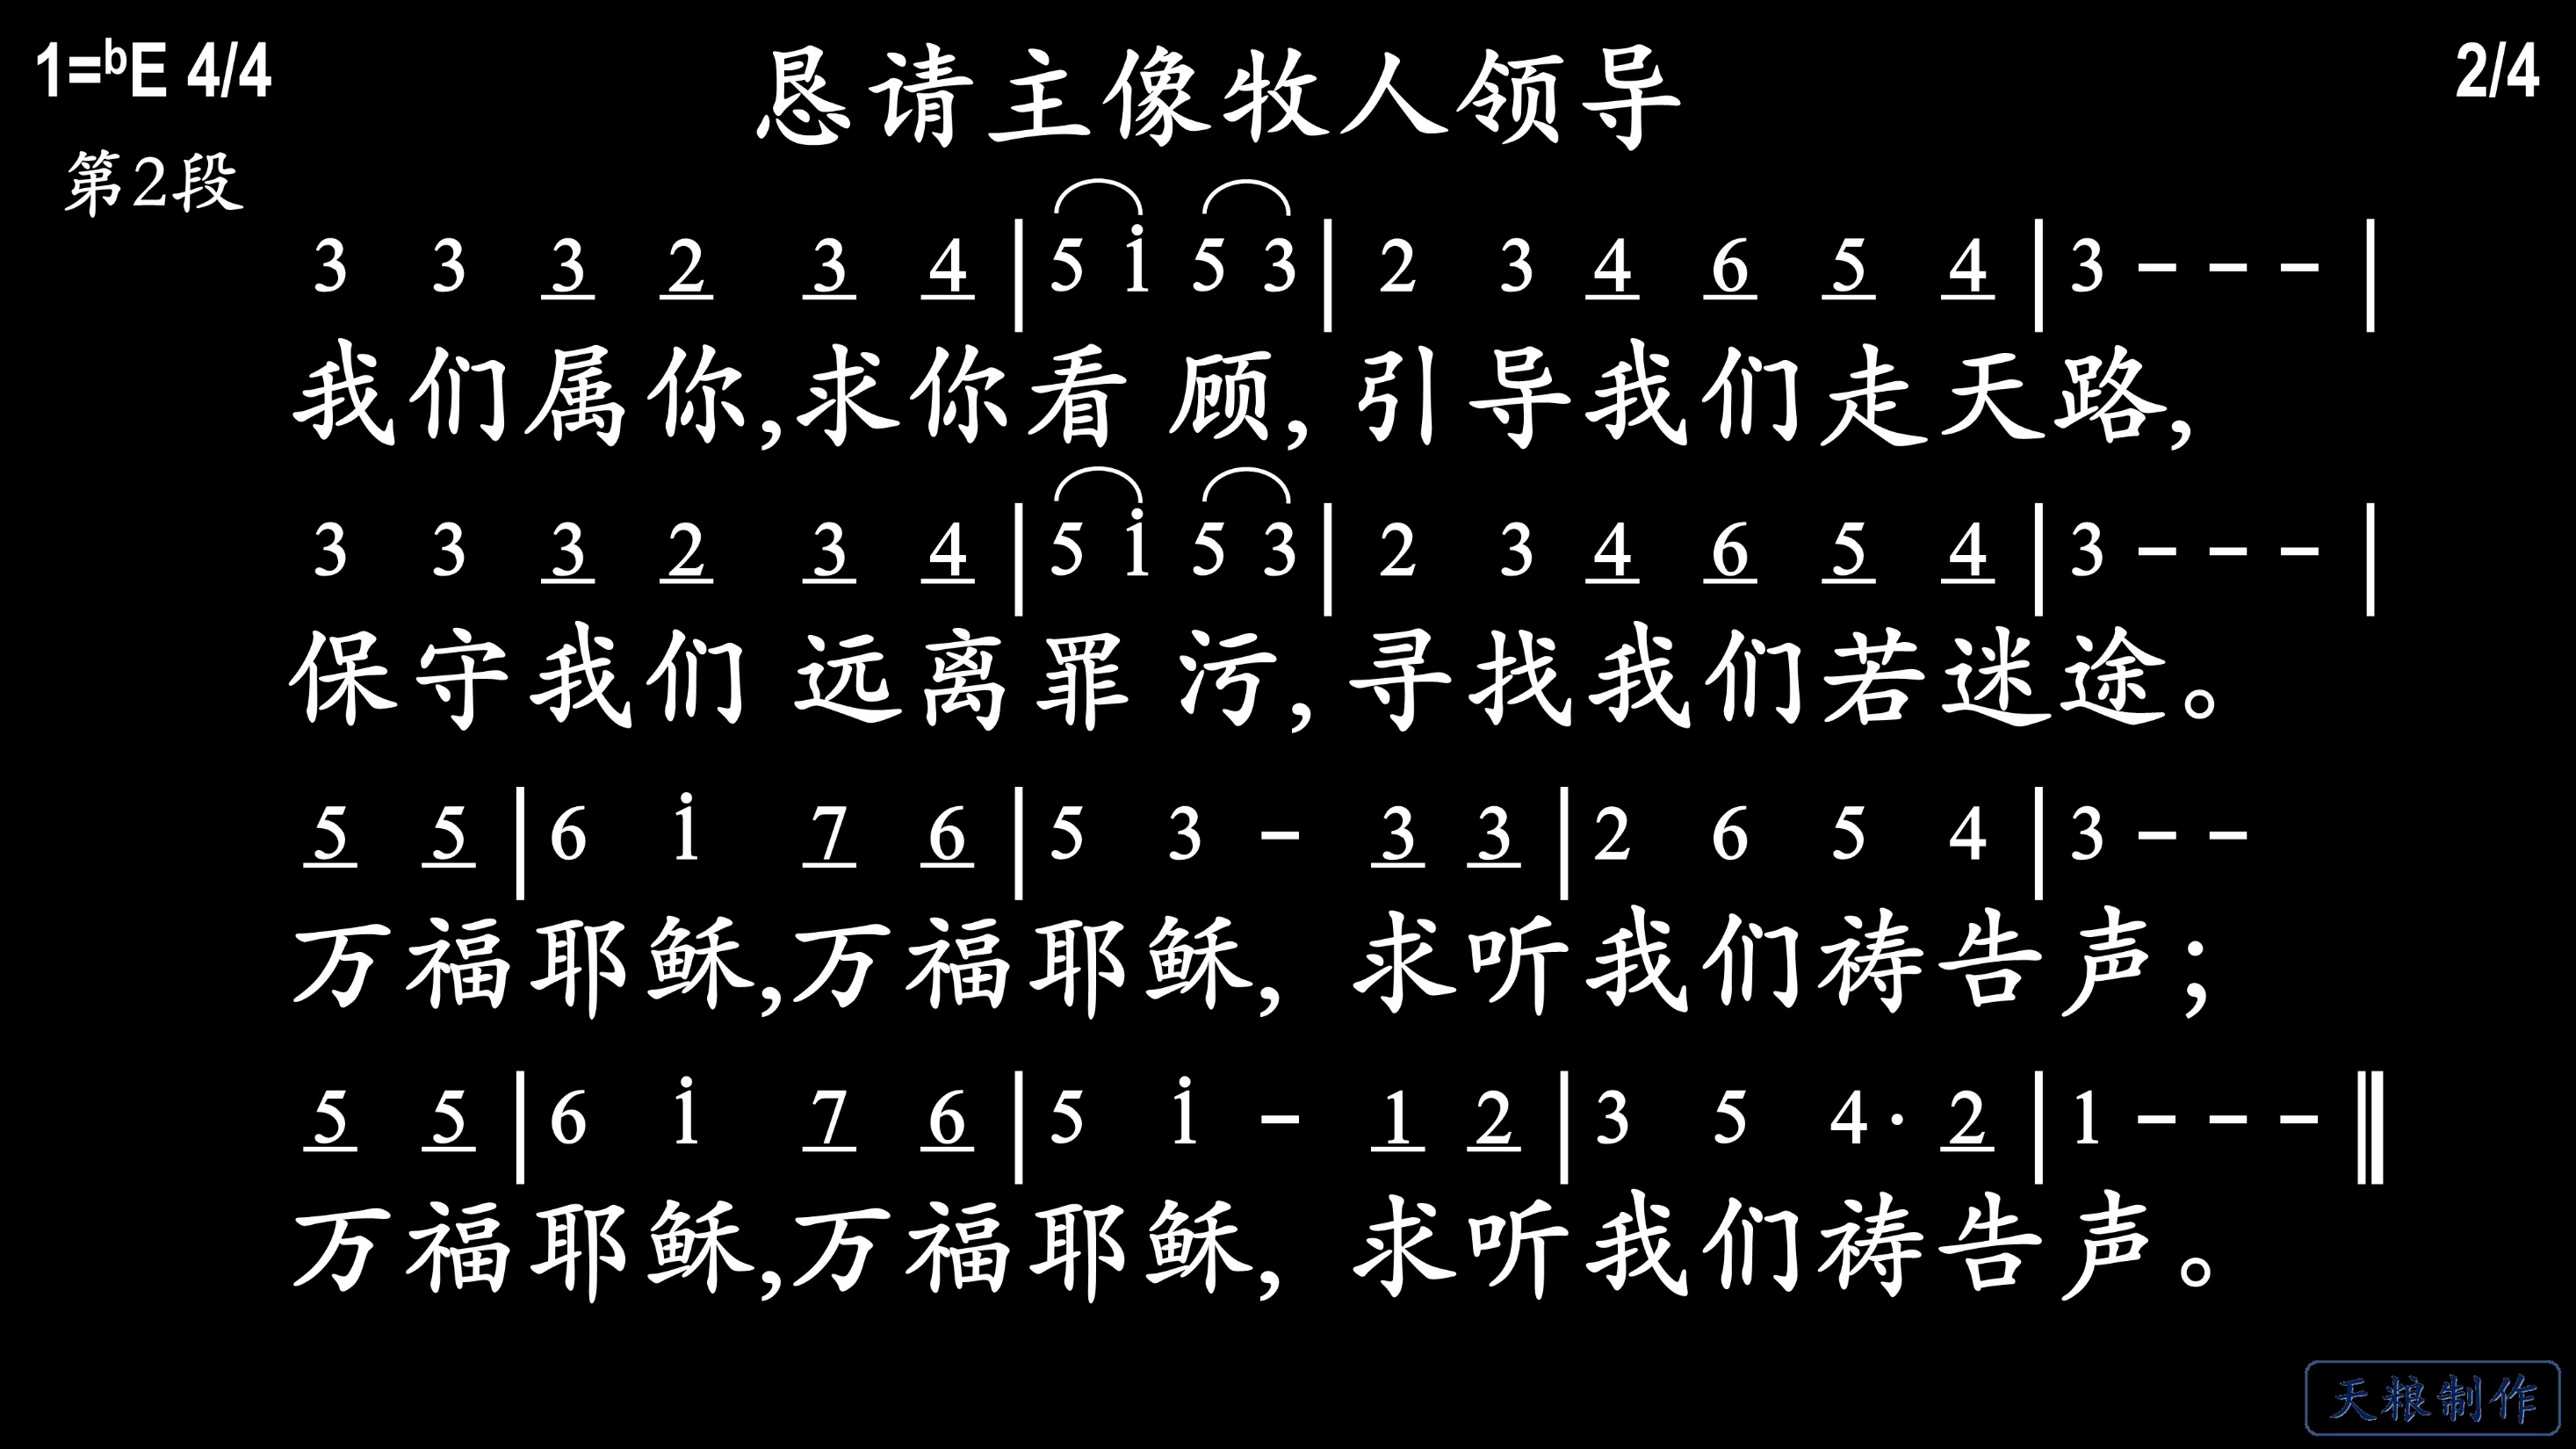 1=ᵇE 4/4 恳请主像牧人领导 2/4
第2段
3 3 3 2 3 4 | 5 i 5 3 | 2 3 4 6 5 4 | 3 – – – |
我们属你,求你看顾,引导我们走天路,
3 3 3 2 3 4 | 5 i 5 3 | 2 3 4 6 5 4 | 3 – – – |
保守我们远离罪污,寻找我们若迷途。
5 5 | 6 i 7 6 | 5 3 – 3 3 | 2 6 5 4 | 3 – –
万福耶稣,万福耶稣,求听我们祷告声;
5 5 | 6 i 7 6 | 5 i – 1 2 | 3 5 4· 2 | 1 – – – ‖
万福耶稣,万福耶稣,求听我们祷告声。
天粮制作